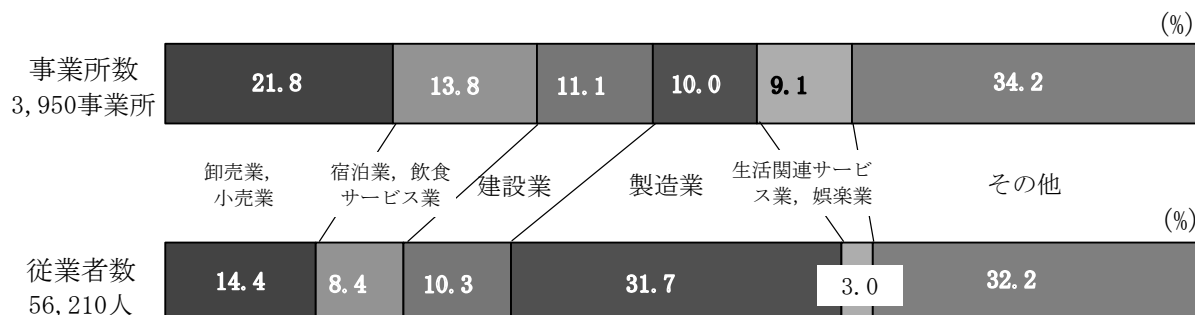 (%)
事業所数
3,950事業所
21.8
13.8
11.1
10.0
9.1
34.2
卸売業,
小売業
宿泊業, 飲食
サービス業
建設業
製造業
生活関連サービ
ス業, 娯楽業
その他
(%)
従業者数
56,210人
14.4
8.4
10.3
31.7
3.0
32.2